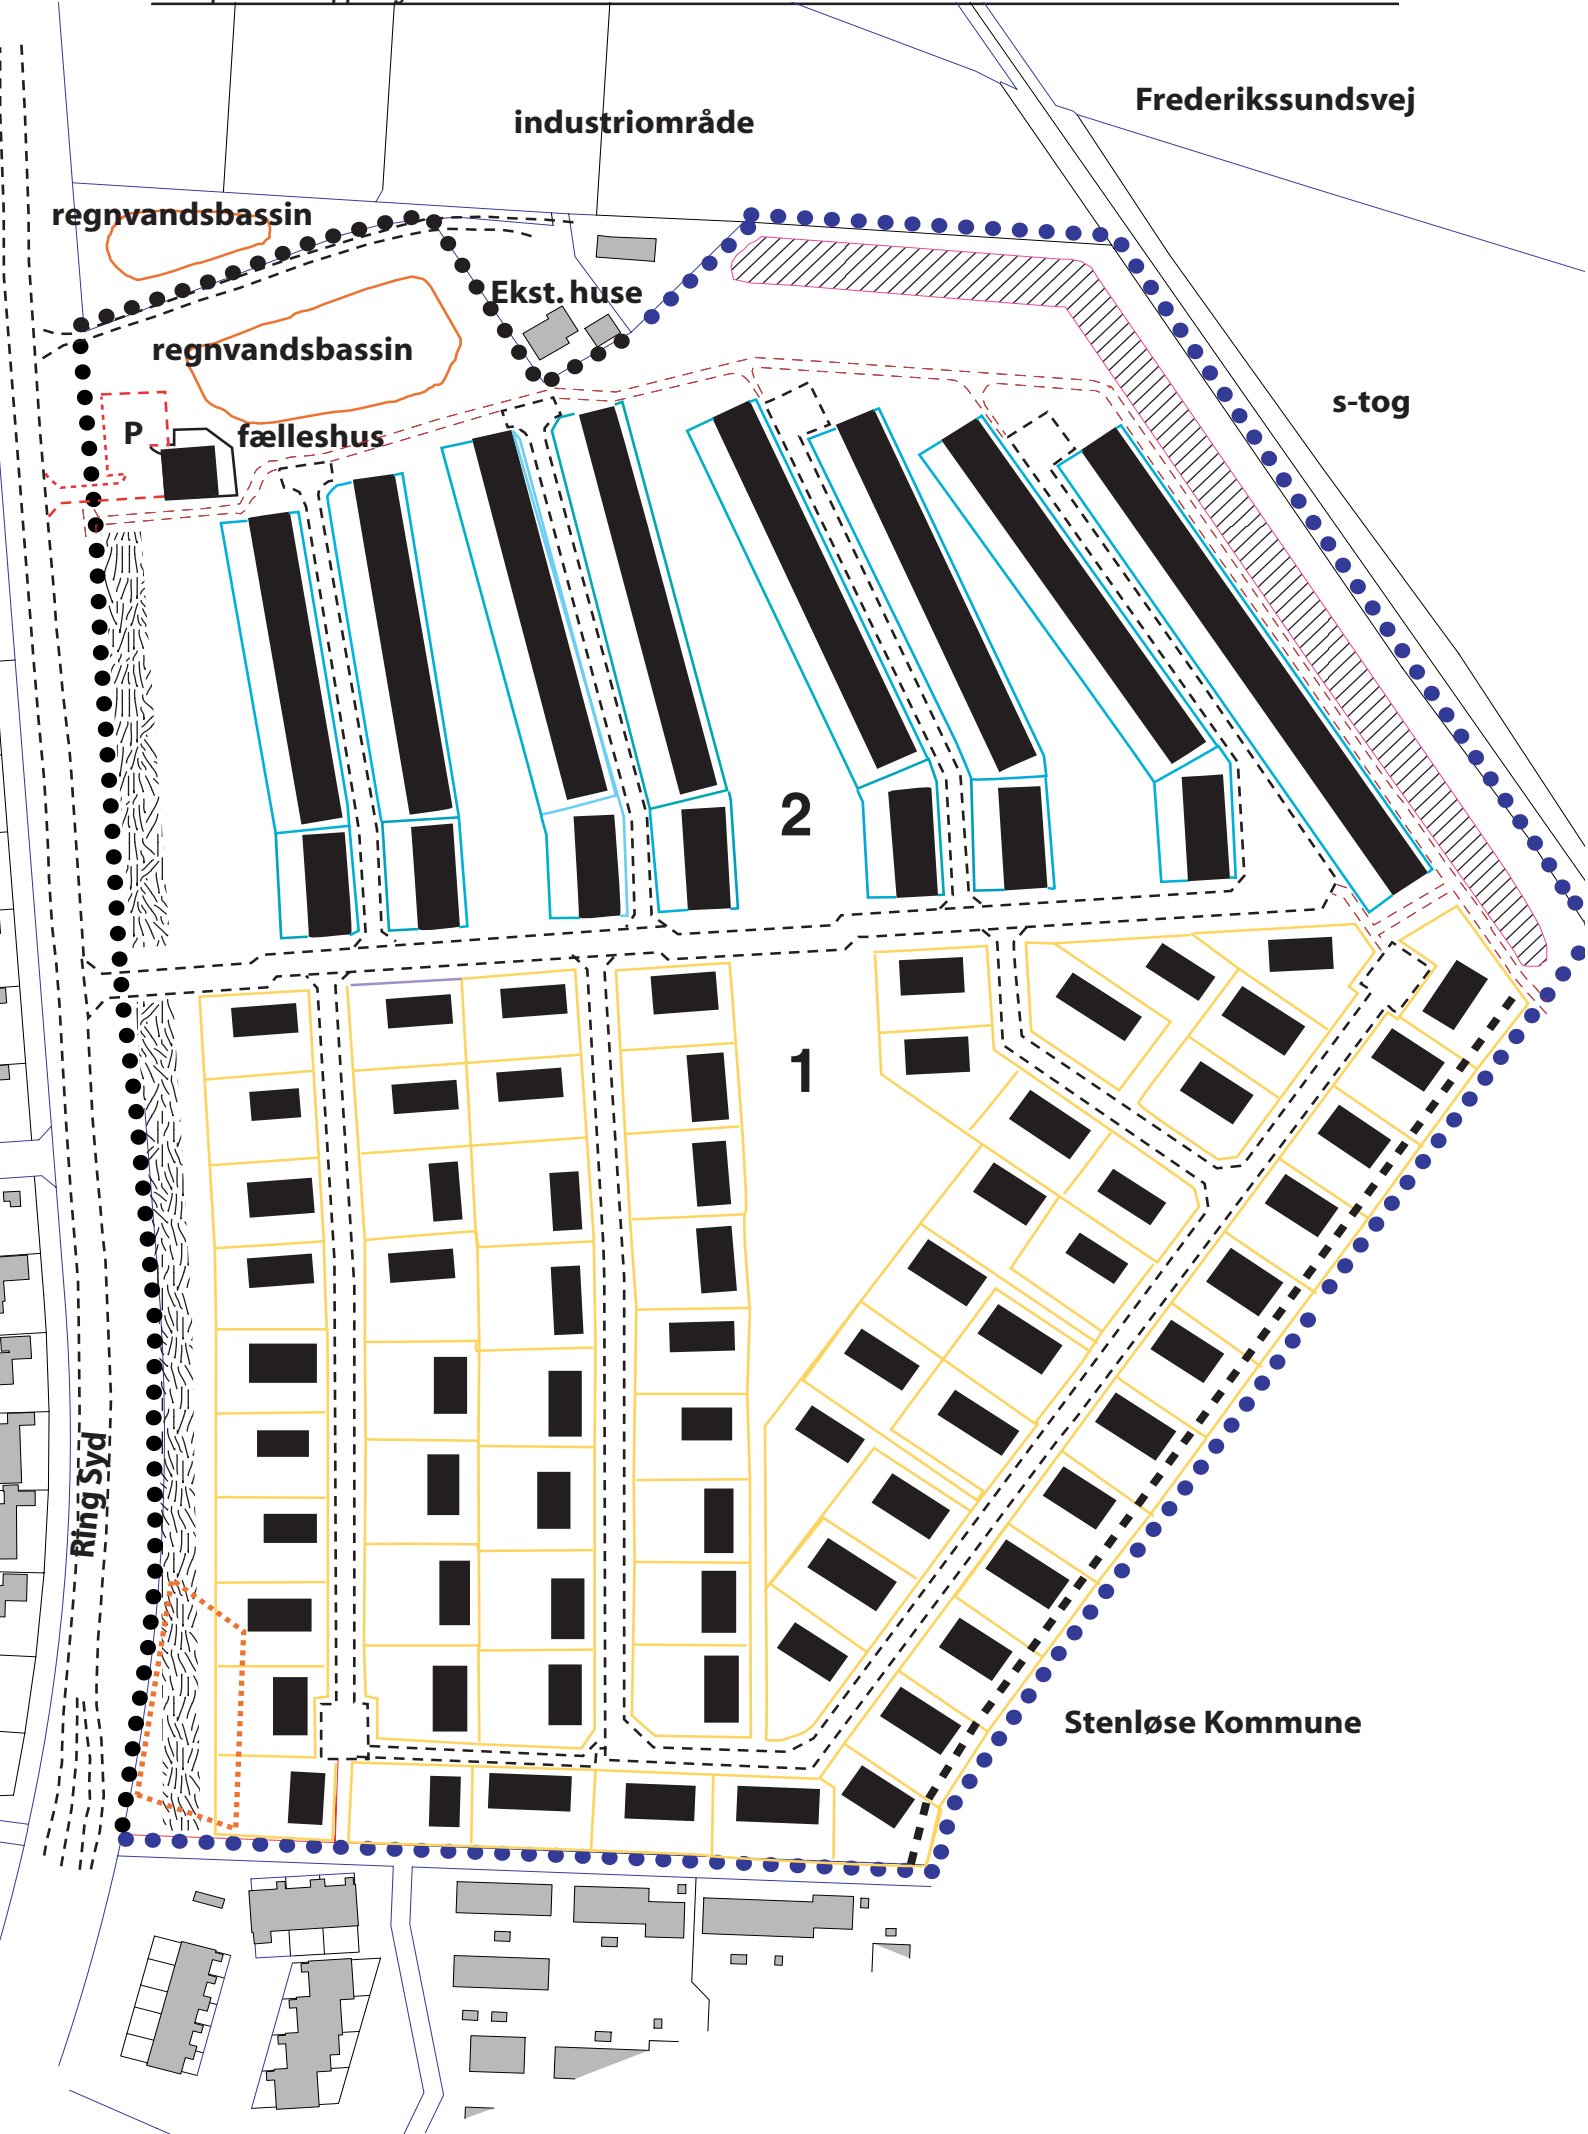 Frederikssundsvej
industriområde
regnvandsbassin
Ekst. huse
regnvandsbassin
s-tog
P
fælleshus
2
1
Ring Syd
Stenløse Kommune